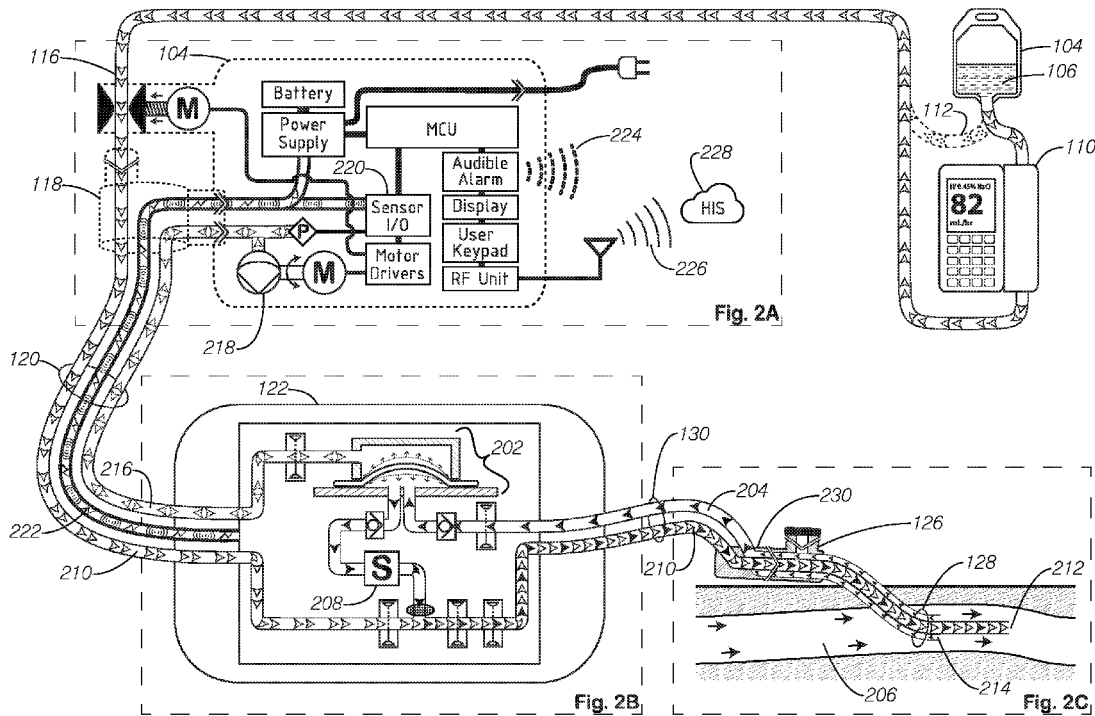 116
104
104
106
Battery
Power
Supply
MCU
112
224
110
M
220
Audible
Alarm
228
HIS
82
118
Sensor
I/O
Display
P
User
Keypad
226
Motor
Drivers
M
RF Unit
Fig. 2A
218
120
122
202
130
216
204
230
126
222
210
S
208
210
128
212
206
214
Fig. 2B
Fig. 2C